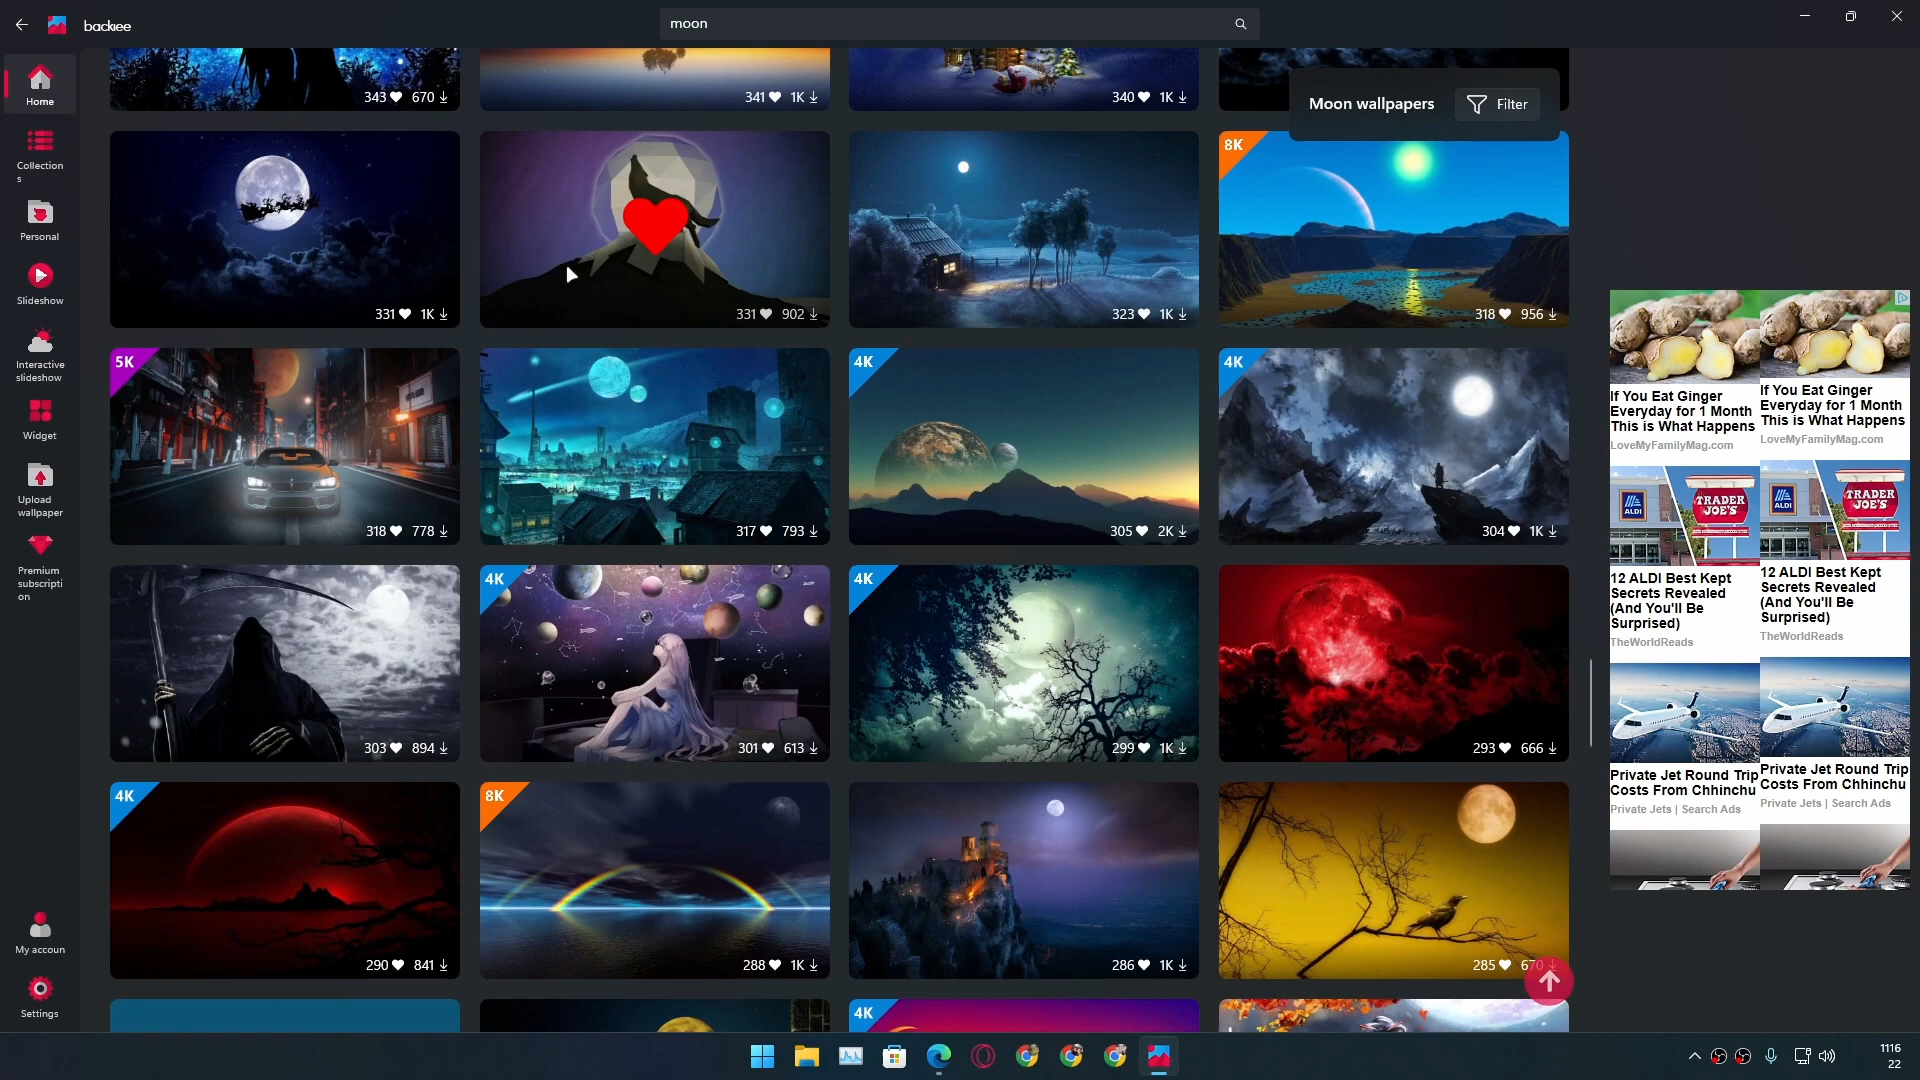 backiee
moon
Home
Collection
s
Personal
Slideshow
Interactive
slideshow
Widget
Upload
wallpaper
Premium
subscripti
on
My accoun
Settings
Moon wallpapers
Filter
343 670
341 1K
340 1K
331 1K
331 902
323 1K
8K
318 956
5K
318 778
317 793
4K
305 2K
4K
304 1K
303 894
4K
301 613
4K
299 1K
293 666
4K
290 841
8K
288 1K
286 1K
285 670
4K
If You Eat Ginger
Everyday for 1 Month
This is What Happens
LoveMyFamilyMag.com
If You Eat Ginger
Everyday for 1 Month
This is What Happens
LoveMyFamilyMag.com
ALDI
TRADER
JOE'S
ALDI
TRADER
JOE'S
12 ALDI Best Kept
Secrets Revealed
(And You'll Be
Surprised)
TheWorldReads
12 ALDI Best Kept
Secrets Revealed
(And You'll Be
Surprised)
TheWorldReads
Private Jet Round Trip
Costs From Chhinchu
Private Jets | Search Ads
Private Jet Round Trip
Costs From Chhinchu
Private Jets | Search Ads
1116
22